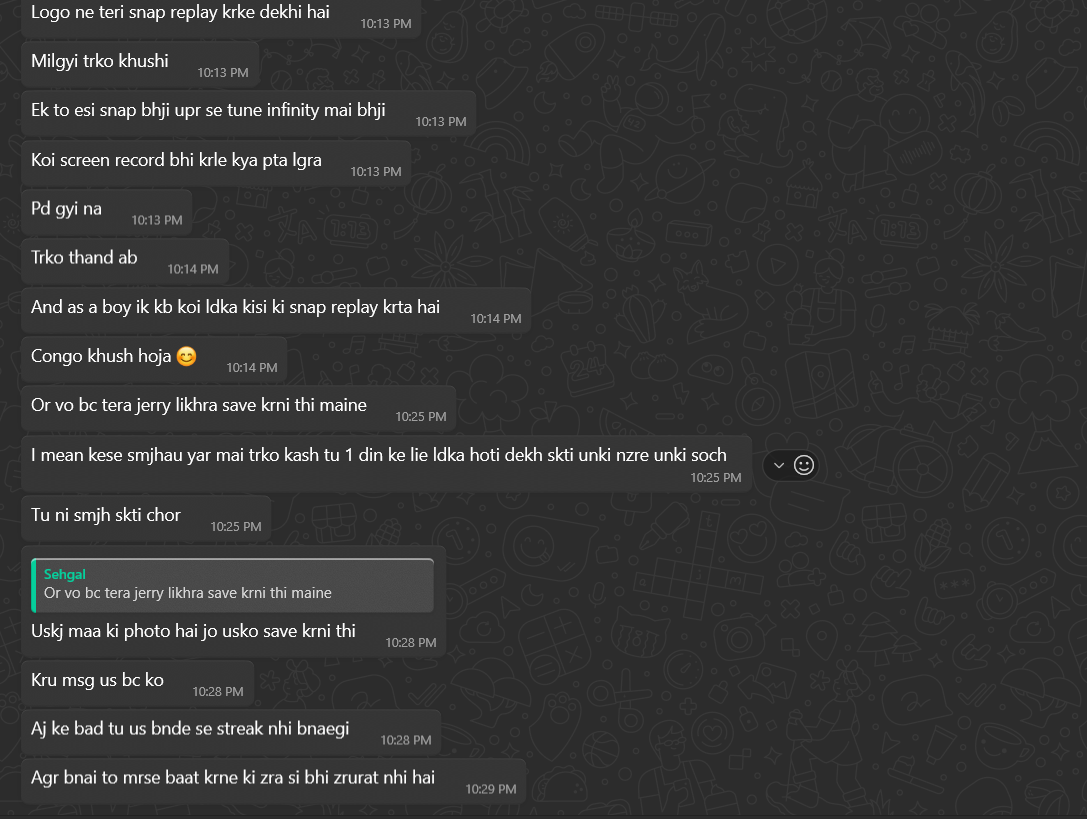 Logo ne teri snap replay krke dekhi hai
10:13 PM
Milgyi trko khushi
10:13 PM
Ek to esi snap bhji upr se tune infinity mai bhji
10:13 PM
Koi screen record bhi krle kya pta lgra
10:13 PM
Pd gyi na
10:13 PM
Trko thand ab
10:14 PM
And as a boy ik kb koi ldka kisi ki snap replay krta hai
10:14 PM
Congo khush hoja 😊
10:14 PM
Or vo bc tera jerry likhra save krni thi maine
10:25 PM
I mean kese smjhau yar mai trko kash tu 1 din ke lie ldka hoti dekh skti unki nzre unki soch
10:25 PM
Tu ni smjh skti chor
10:25 PM
Sehgal
Or vo bc tera jerry likhra save krni thi maine
Uskj maa ki photo hai jo usko save krni thi
10:28 PM
Kru msg us bc ko
10:28 PM
Aj ke bad tu us bnde se streak nhi bnaegi
10:28 PM
Agr bnai to mrse baat krne ki zra si bhi zrurat nhi hai
10:29 PM